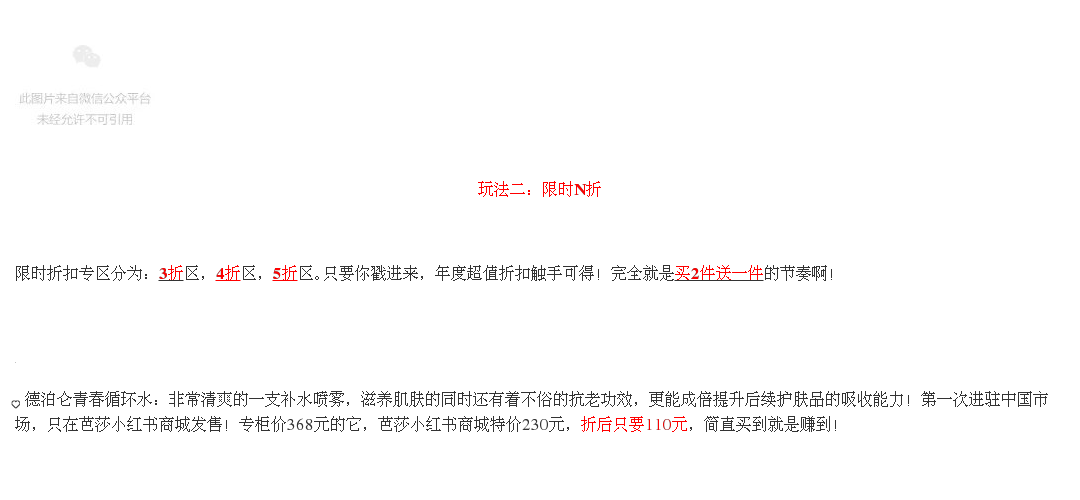 此图片来自微信公众平台
未经允许不可引用
玩法二：限时N折
限时折扣专区分为：3折区，4折区，5折区。只要你戳进来，年度超值折扣触手可得！完全就是买2件送一件的节奏啊！
德泊仑青春循环水：非常清爽的一支补水喷雾，滋养肌肤的同时还有着不俗的抗老功效，更能成倍提升后续护肤品的吸收能力！第一次进驻中国市
场，只在芭莎小红书商城发售！专柜价368元的它，芭莎小红书商城特价230元，折后只要110元，简直买到就是赚到！